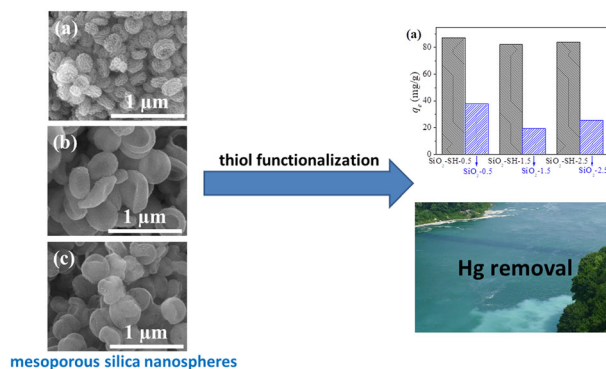 (a)
1 µm
(b)
1 µm
(c)
1 µm
mesoporous silica nanospheres
thiol functionalization
(a)
qe (mg/g)
80
60
40
20
0
SiO2-SH-0.5 SiO2-SH-1.5 SiO2-SH-2.5
SiO2-0.5 SiO2-1.5 SiO2-2.5
Hg removal